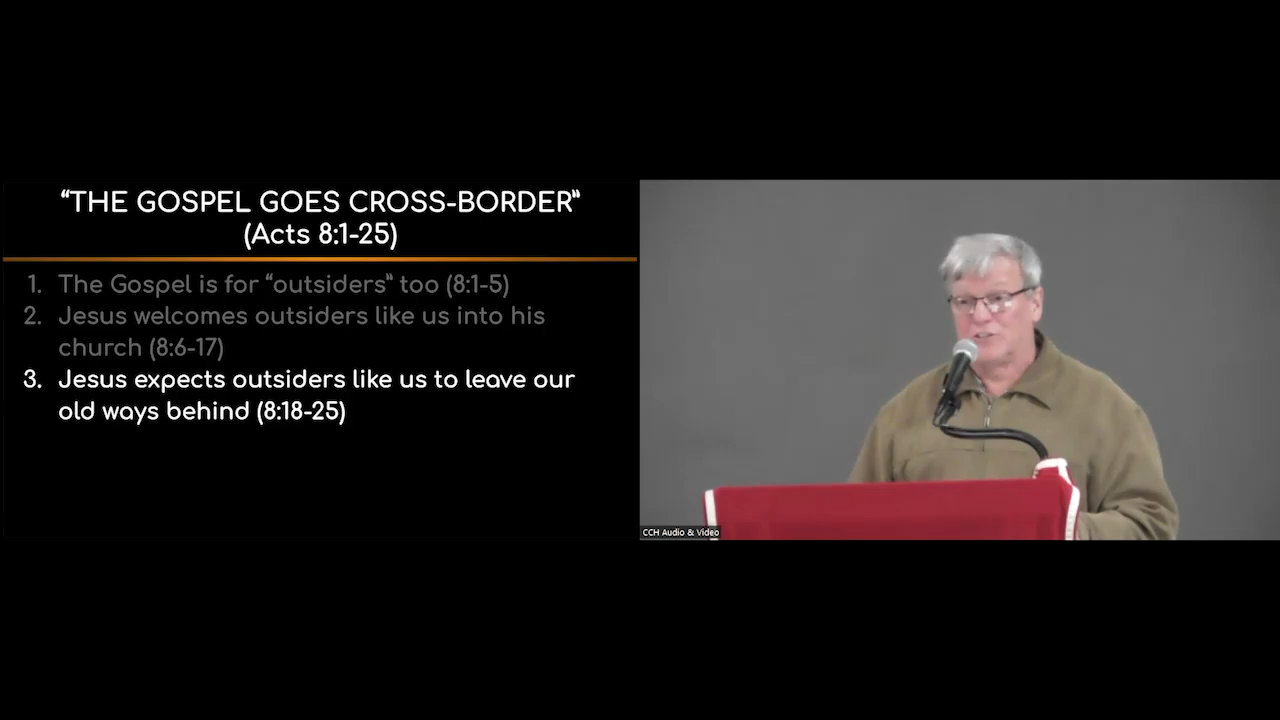 “THE GOSPEL GOES CROSS-BORDER”
(Acts 8:1-25)
1. The Gospel is for “outsiders” too (8:1-5)
2. Jesus welcomes outsiders like us into his
church (8:6-17)
3. Jesus expects outsiders like us to leave our
old ways behind (8:18-25)
CCH Audio & Video